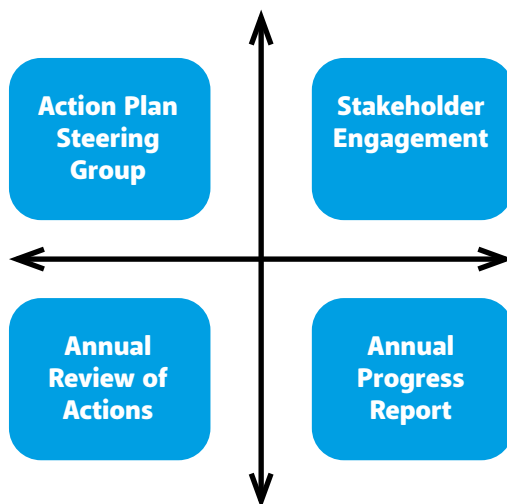 Action Plan
Steering
Group
Stakeholder
Engagement
Annual
Review of
Actions
Annual
Progress
Report